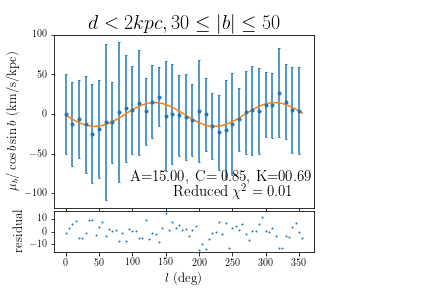 d < 2kpc, 30 ≤ |b| ≤ 50
100
50
0
−50
−100
μ_b/ cos b sin b (km/s/kpc)
A=15.00, C= 0.85, K=00.69
Reduced χ² = 0.01
10
0
−10
residual
0 50 100 150 200 250 300 350
l (deg)